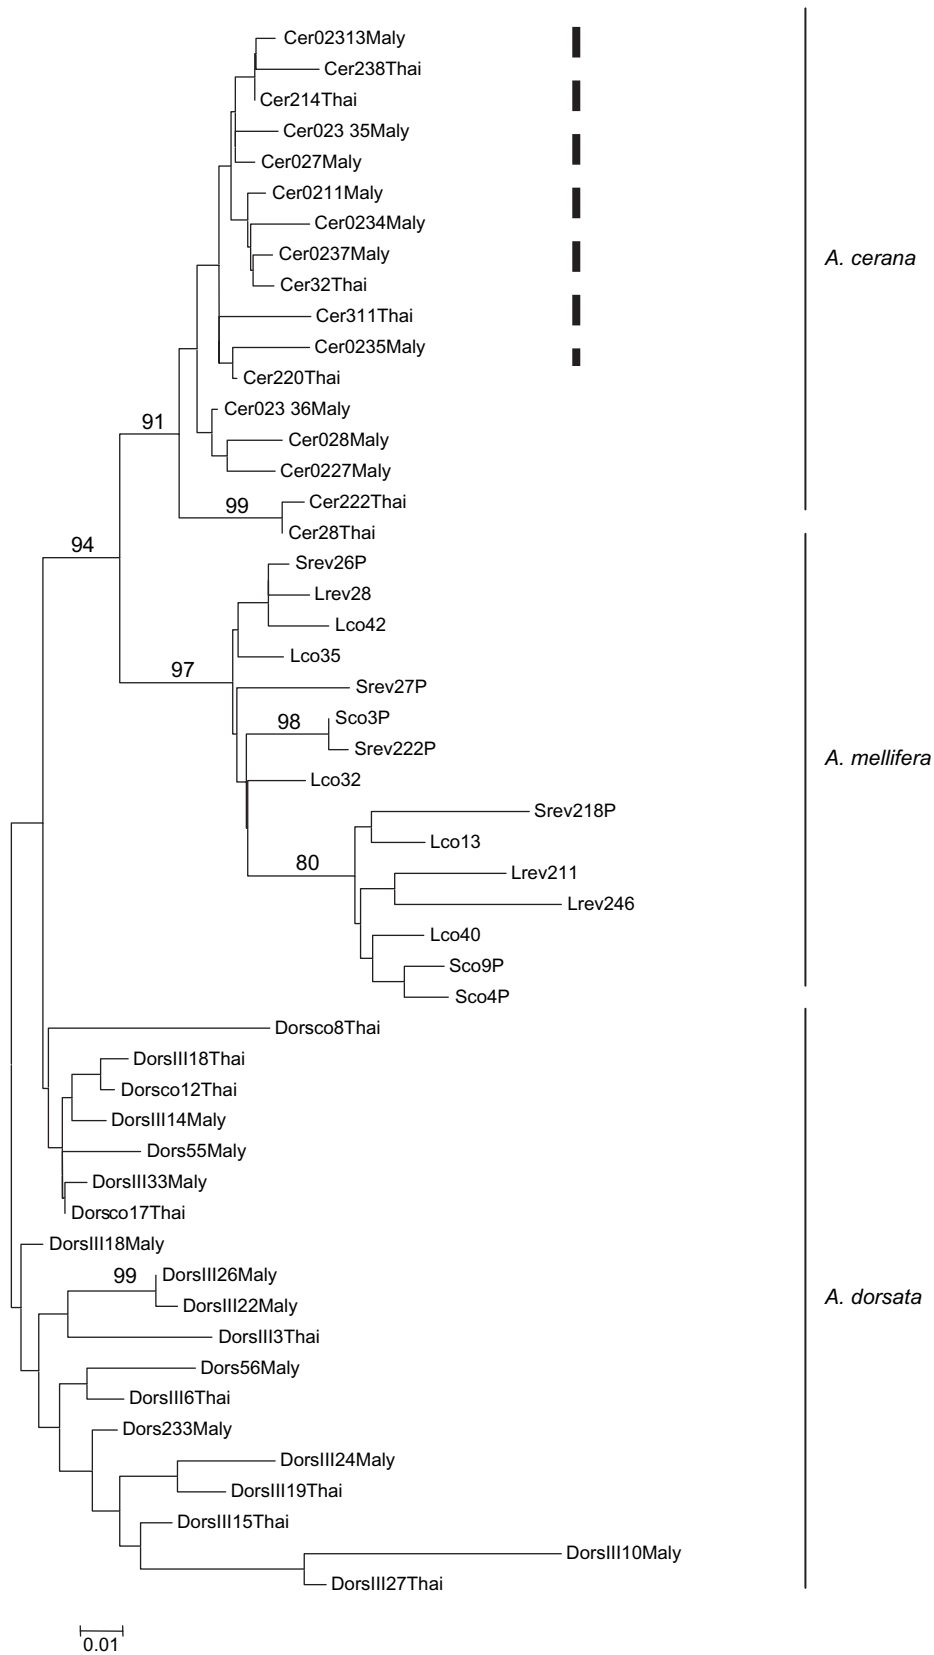 Cer02313Maly
Cer238Thai
Cer214Thai
Cer023 35Maly
Cer027Maly
Cer0211Maly
Cer0234Maly
Cer0237Maly
A. cerana
Cer32Thai
Cer311Thai
Cer0235Maly
Cer220Thai
Cer023 36Maly
91
Cer028Maly
Cer0227Maly
99
Cer222Thai
Cer28Thai
94
Srev26P
Lrev28
Lco42
Lco35
97
Srev27P
98
Sco3P
Srev222P
A. mellifera
Lco32
Srev218P
Lco13
80
Lrev211
Lrev246
Lco40
Sco9P
Sco4P
Dorsco8Thai
DorsIII18Thai
Dorsco12Thai
DorsIII14Maly
Dors55Maly
DorsIII33Maly
Dorsco17Thai
DorsIII18Maly
99
DorsIII26Maly
A. dorsata
DorsIII22Maly
DorsIII3Thai
Dors56Maly
DorsIII6Thai
Dors233Maly
DorsIII24Maly
DorsIII19Thai
DorsIII15Thai
DorsIII10Maly
DorsIII27Thai
0.01